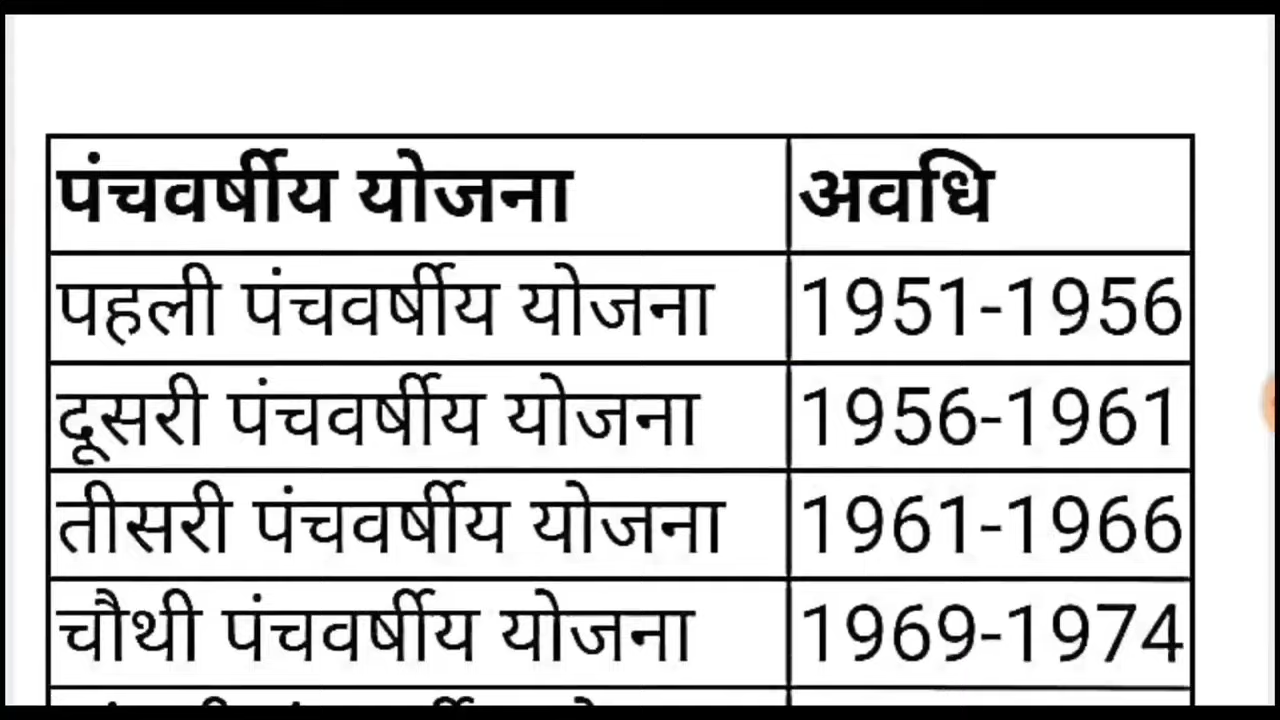 पंचवर्षीय योजना अवधि
पहली पंचवर्षीय योजना 1951-1956
दूसरी पंचवर्षीय योजना 1956-1961
तीसरी पंचवर्षीय योजना 1961-1966
चौथी पंचवर्षीय योजना 1969-1974